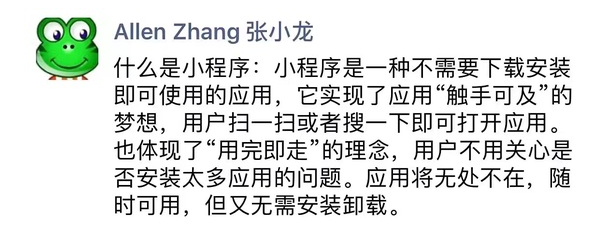 Allen Zhang 张小龙
什么是小程序：小程序是一种不需要下载安装
即可使用的应用，它实现了应用“触手可及”的
梦想，用户扫一扫或者搜一下即可打开应用。
也体现了“用完即走”的理念，用户不用关心是
否安装太多应用的问题。应用将无处不在，随
时可用，但又无需安装卸载。